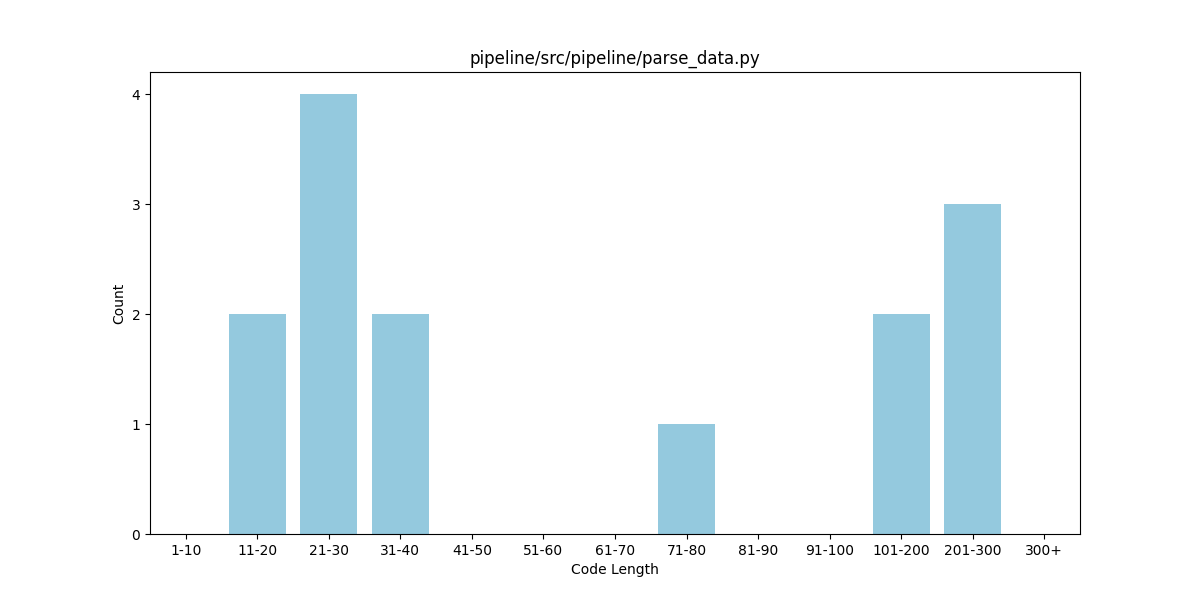 pipeline/src/pipeline/parse_data.py
4
3
2
1
0
Count
1-10 11-20 21-30 31-40 41-50 51-60 61-70 71-80 81-90 91-100 101-200 201-300 300+
Code Length